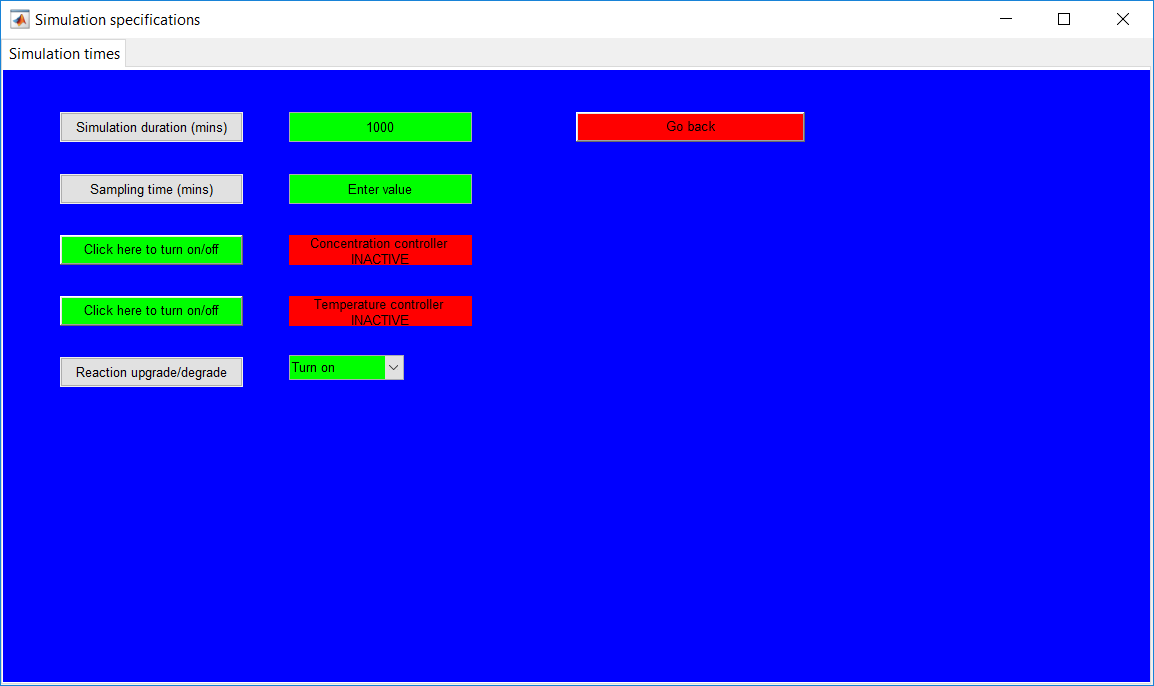 Simulation specifications
Simulation times
Simulation duration (mins)
1000
Go back
Sampling time (mins)
Enter value
Click here to turn on/off
Concentration controller
INACTIVE
Click here to turn on/off
Temperature controller
INACTIVE
Reaction upgrade/degrade
Turn on